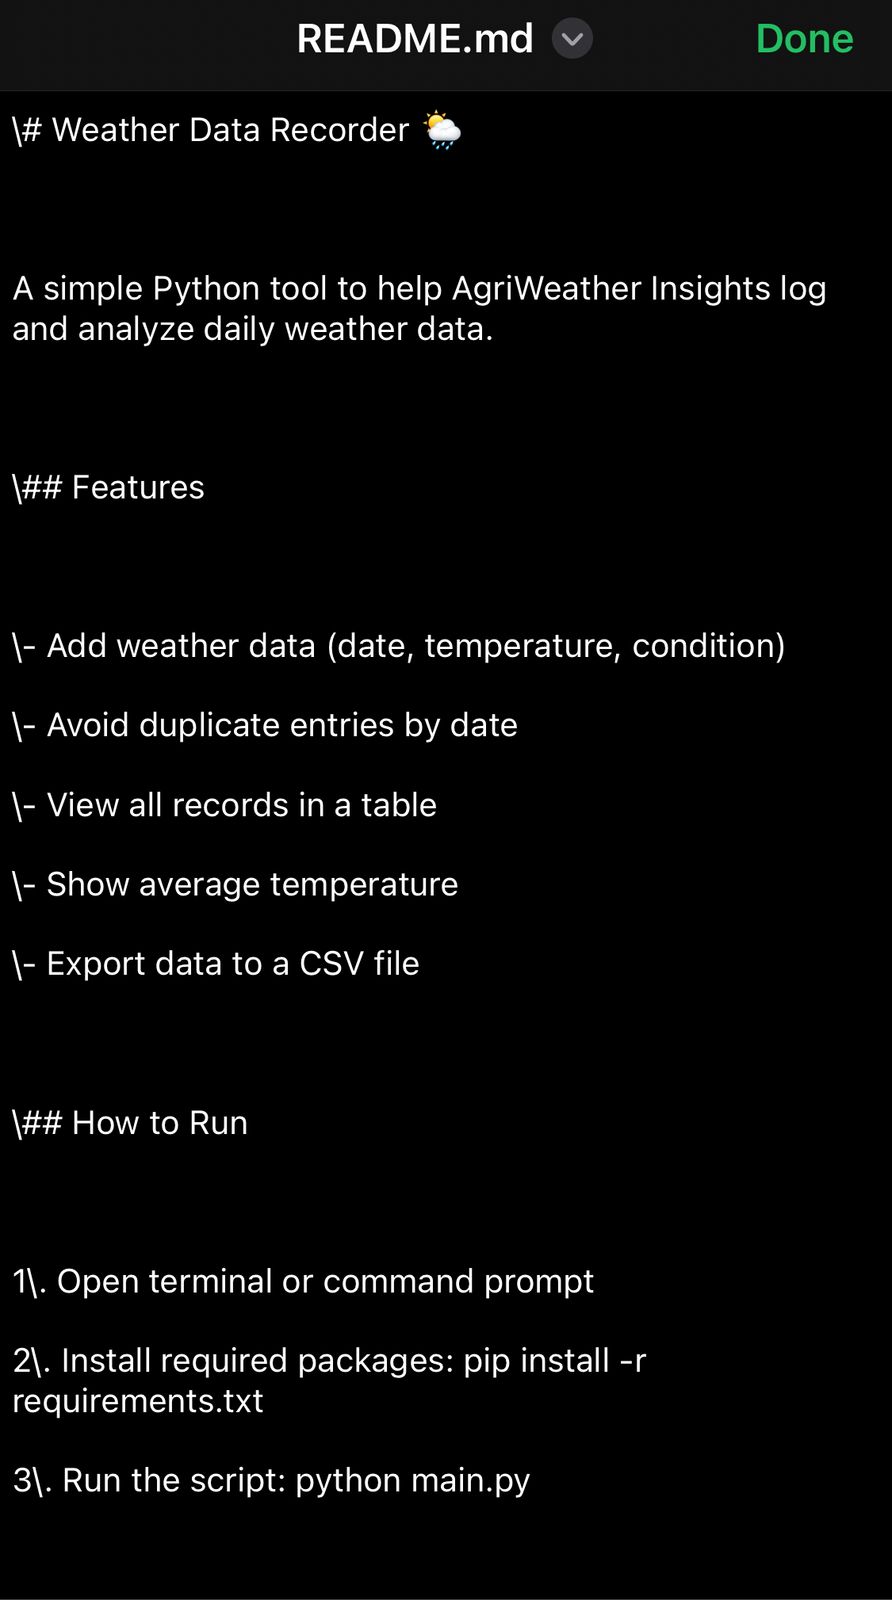 README.md
Done
\# Weather Data Recorder 🌦️
A simple Python tool to help AgriWeather Insights log
and analyze daily weather data.
\## Features
\- Add weather data (date, temperature, condition)
\- Avoid duplicate entries by date
\- View all records in a table
\- Show average temperature
\- Export data to a CSV file
\## How to Run
1\. Open terminal or command prompt
2\. Install required packages: pip install -r
requirements.txt
3\. Run the script: python main.py